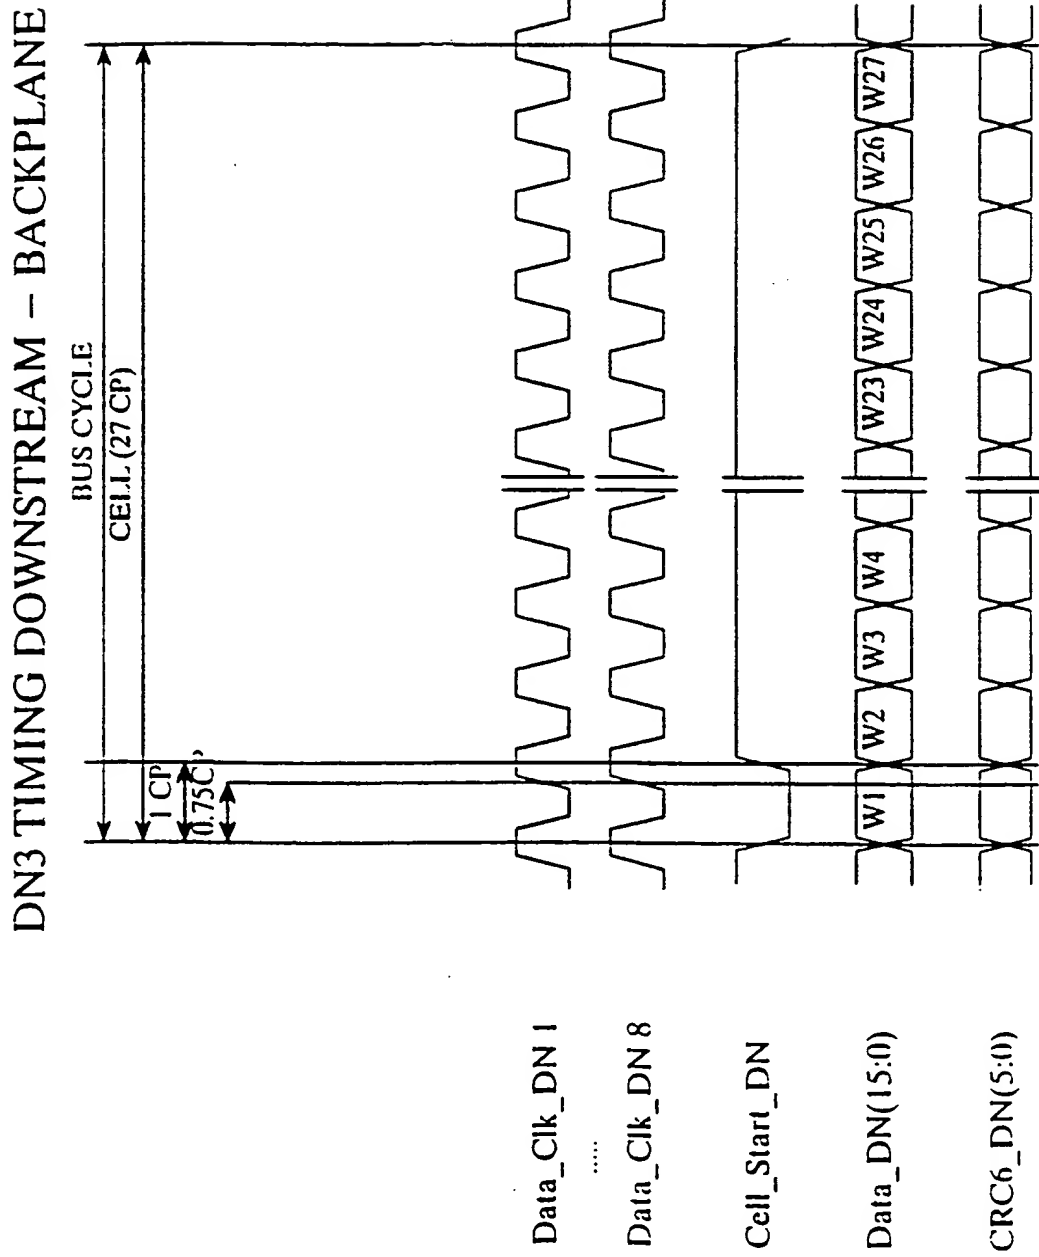 DN3 TIMING DOWNSTREAM – BACKPLANE
BUS CYCLE
CELL (27 CP)
1 CP
0.75CP
Data_Clk_DN 1
.....
Data_Clk_DN 8
Cell_Start_DN
Data_DN(15:0)
W1 W2 W3 W4 W23 W24 W25 W26 W27
CRC6_DN(5:0)